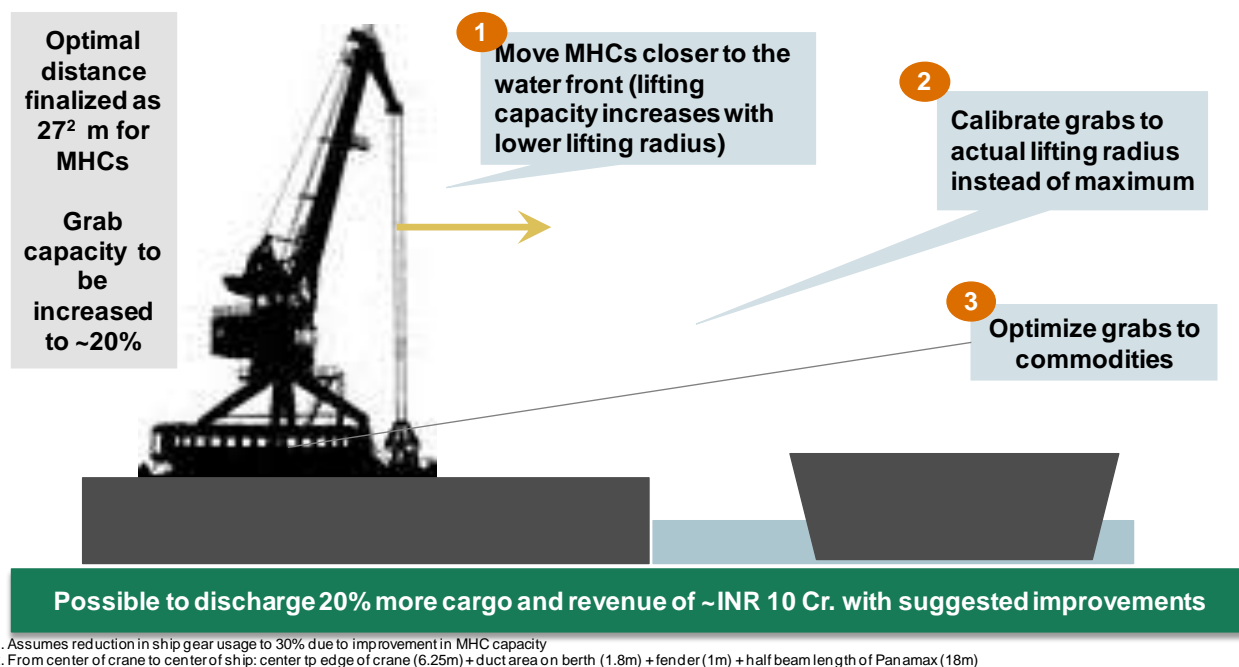 Optimal
distance
finalized as
27² m for
MHCs
Grab
capacity to
be
increased
to ~20%
1
Move MHCs closer to the
water front (lifting
capacity increases with
lower lifting radius)
2
Calibrate grabs to
actual lifting radius
instead of maximum
3
Optimize grabs to
commodities
Possible to discharge 20% more cargo and revenue of ~INR 10 Cr. with suggested improvements
. Assumes reduction in ship gear usage to 30% due to improvement in MHC capacity
. From center of crane to center of ship: center tp edge of crane (6.25m) + duct area on berth (1.8m) + fender (1m) + half beam length of Panamax (18m)